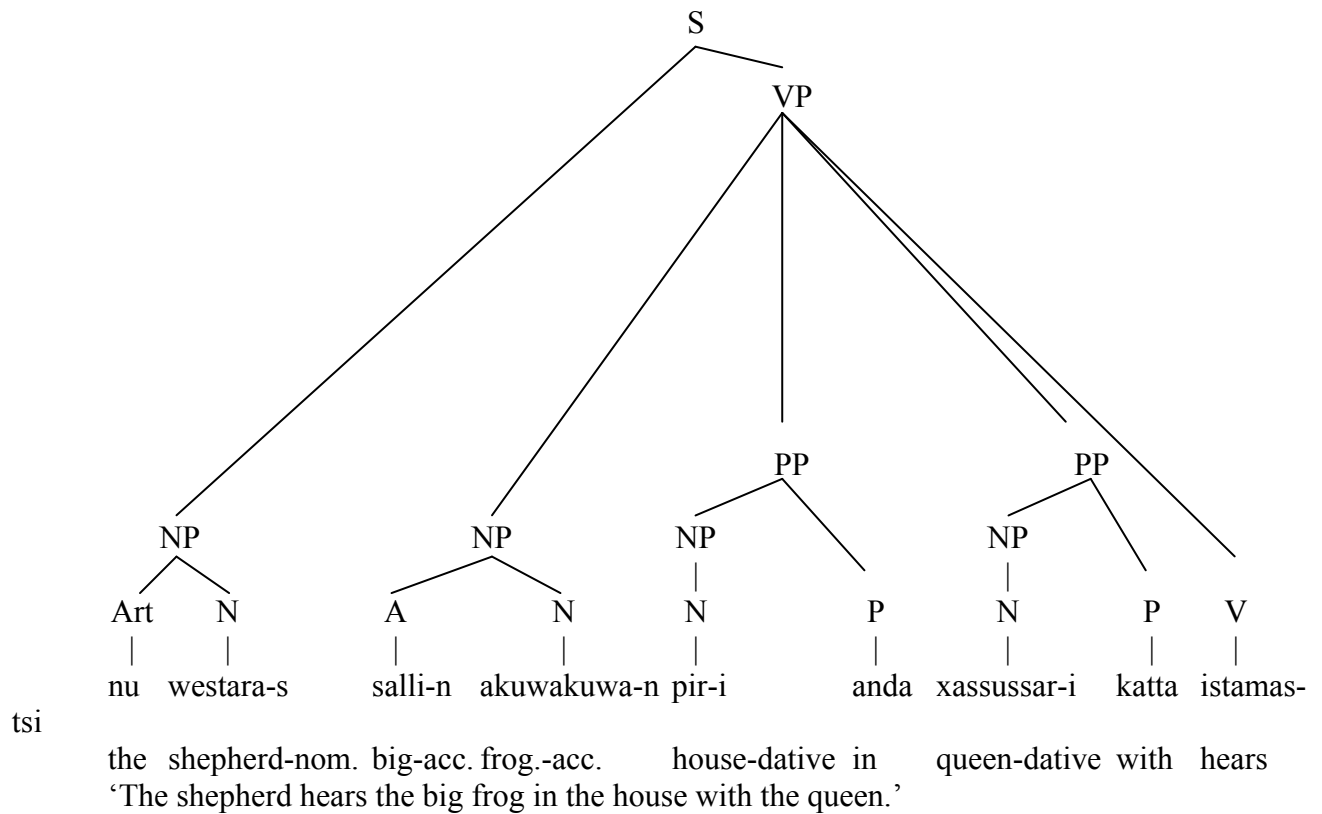 S
VP
PP PP
NP NP NP NP
Art N A N N P N P V
nu westara-s salli-n akuwakuwa-n pir-i anda xassussar-i katta istamas-
tsi
the shepherd-nom. big-acc. frog.-acc. house-dative in queen-dative with hears
‘The shepherd hears the big frog in the house with the queen.’